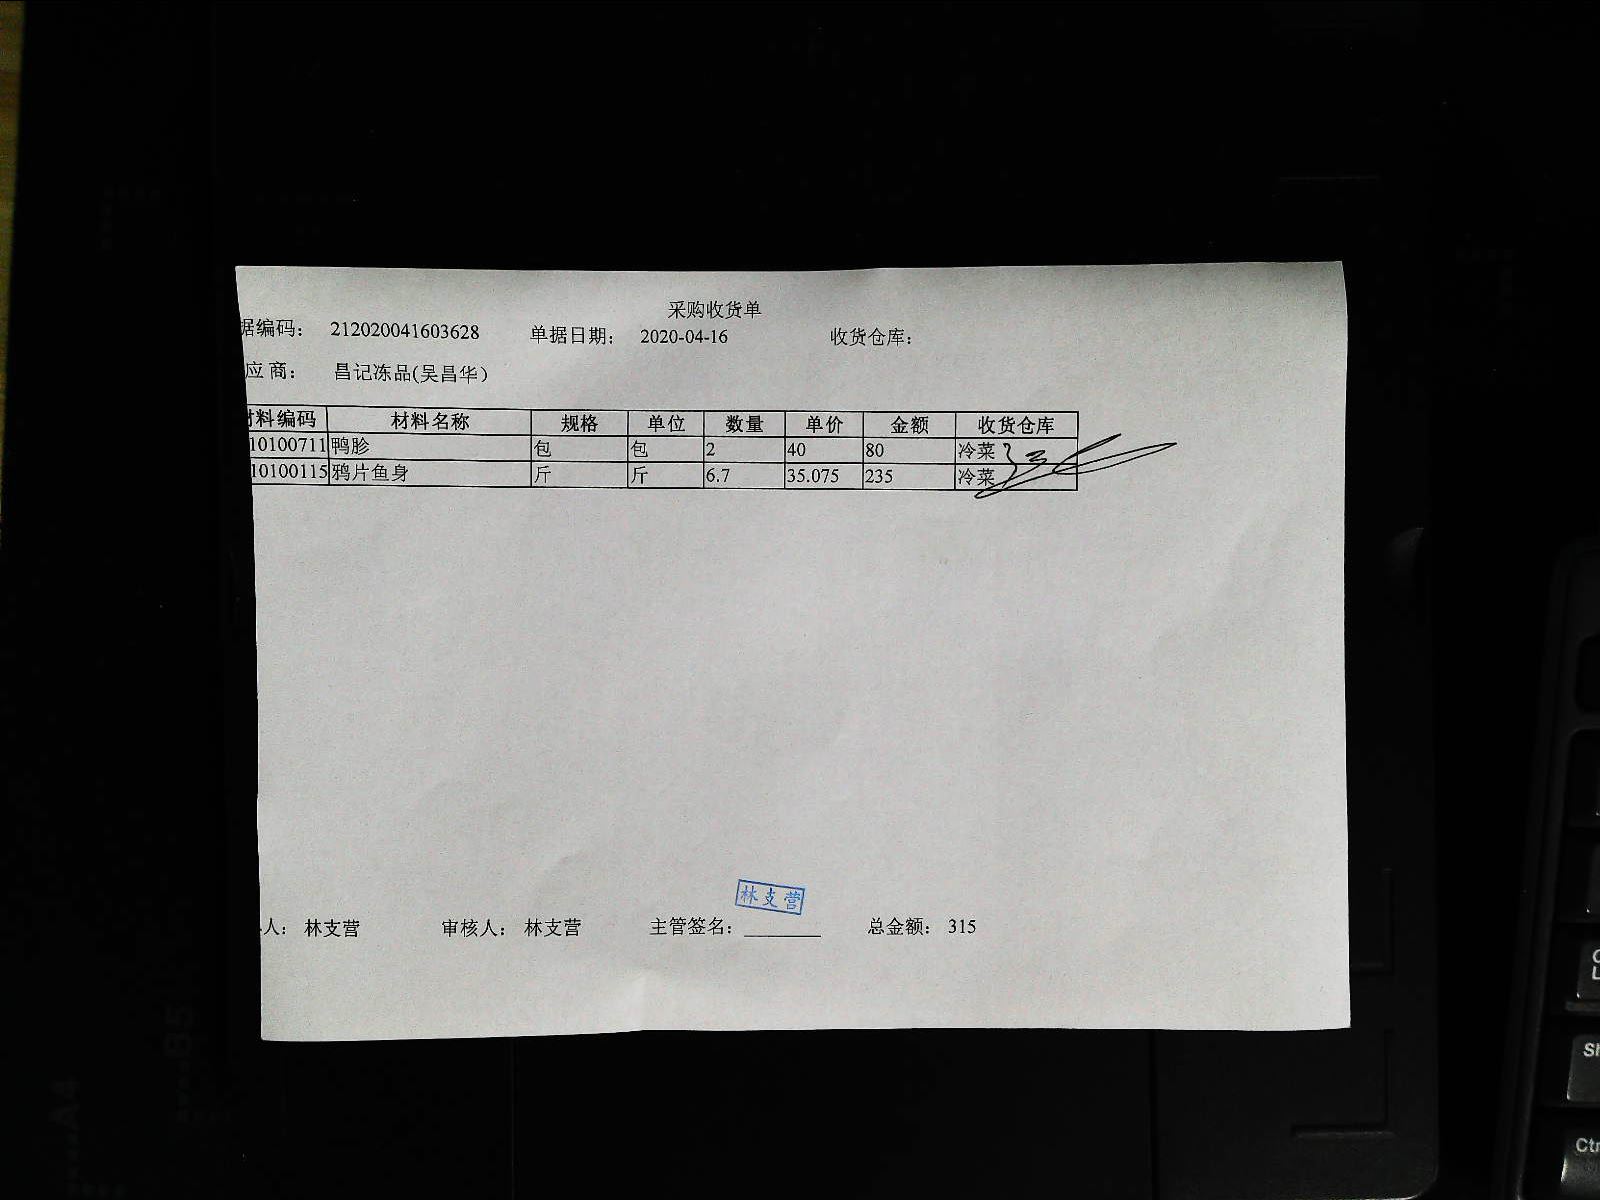 采购收货单
据编码： 212020041603628 单据日期： 2020-04-16 收货仓库：
应商： 昌记冻品(吴昌华)
材料编码 材料名称 规格 单位 数量 单价 金额 收货仓库
10100711 鸭胗 包 包 2 40 80 冷菜
10100115 鸦片鱼身 斤 斤 6.7 35.075 235 冷菜
林支营
人： 林支营 审核人： 林支营 主管签名： 总金额： 315
B5
A4
Ctr